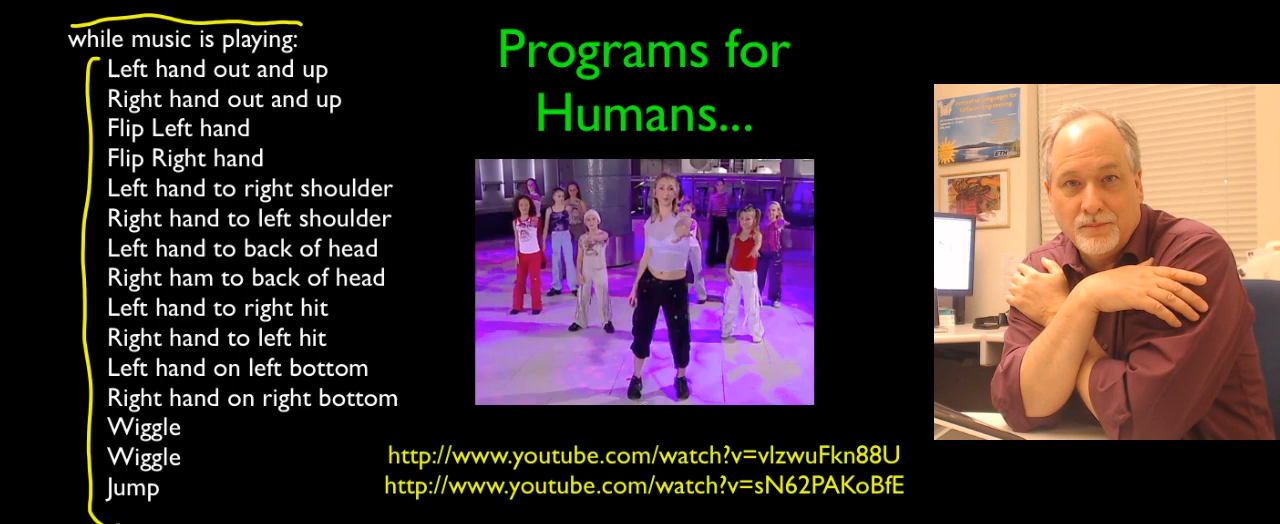 while music is playing:
Left hand out and up
Right hand out and up
Flip Left hand
Flip Right hand
Left hand to right shoulder
Right hand to left shoulder
Left hand to back of head
Right ham to back of head
Left hand to right hit
Right hand to left hit
Left hand on left bottom
Right hand on right bottom
Wiggle
Wiggle
Jump
Programs for
Humans...
http://www.youtube.com/watch?v=vIzwuFkn88U
http://www.youtube.com/watch?v=sN62PAKoBfE
ETH